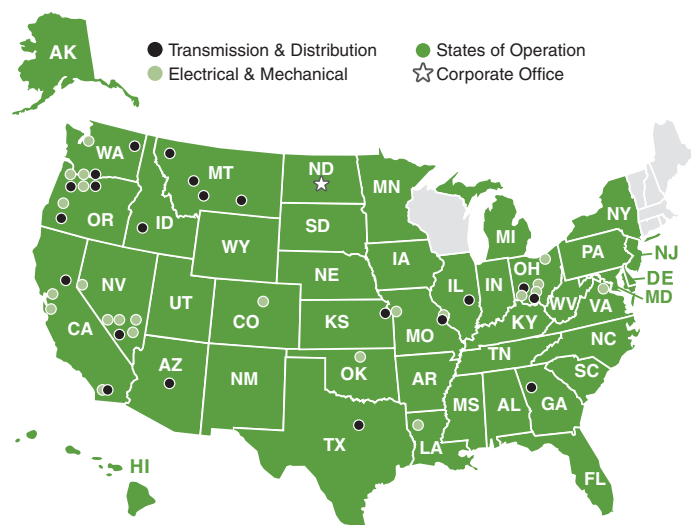 AK
Transmission & Distribution
States of Operation
Electrical & Mechanical
Corporate Office
WA
MT
ND
MN
OR
ID
SD
WY
MI
NY
NE
IA
PA
NJ
NV
UT
CO
KS
IL
IN
OH
DE
MD
WV
VA
CA
MO
KY
AZ
NM
OK
AR
TN
NC
SC
MS
AL
GA
TX
LA
FL
HI